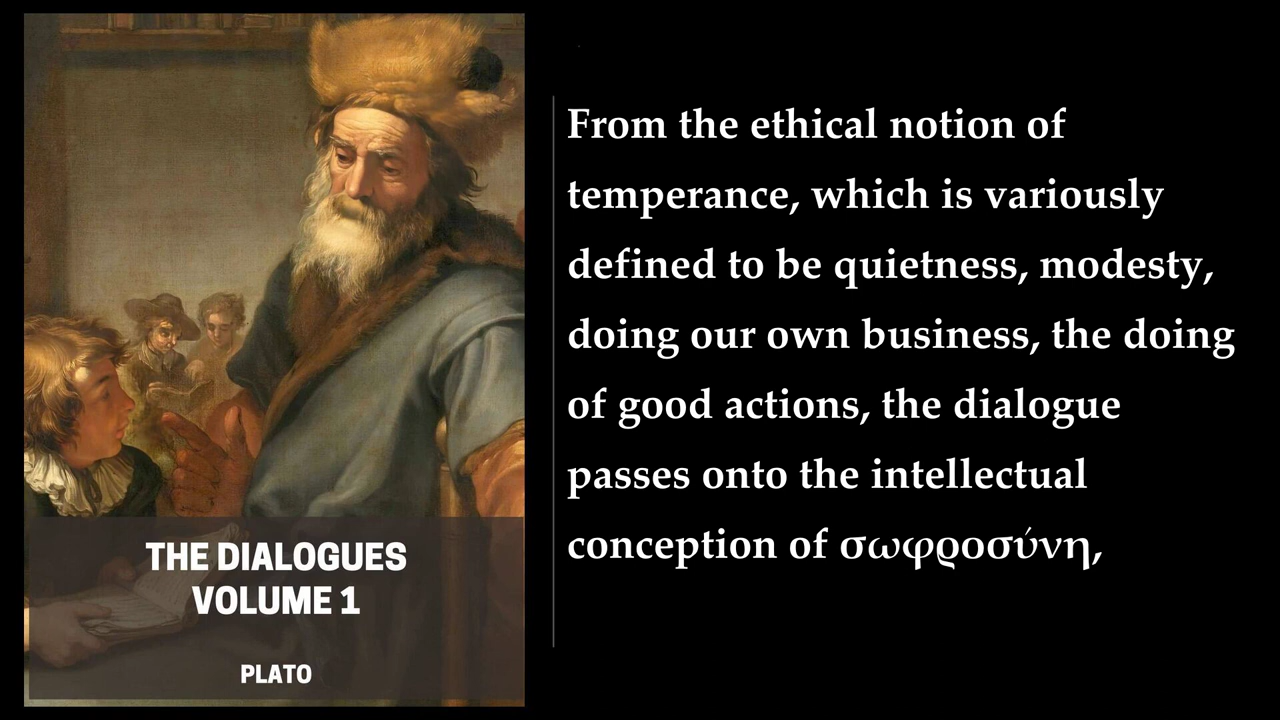 THE DIALOGUES
VOLUME 1
PLATO
From the ethical notion of
temperance, which is variously
defined to be quietness, modesty,
doing our own business, the doing
of good actions, the dialogue
passes onto the intellectual
conception of σωφροσύνη,